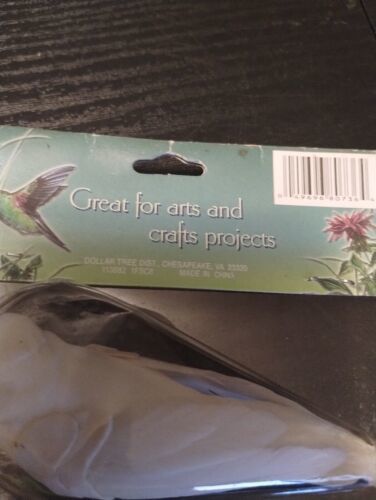 Great for arts and
crafts projects
DOLLAR TREE DIST., CHESAPEAKE, VA 23320
MADE IN CHINA